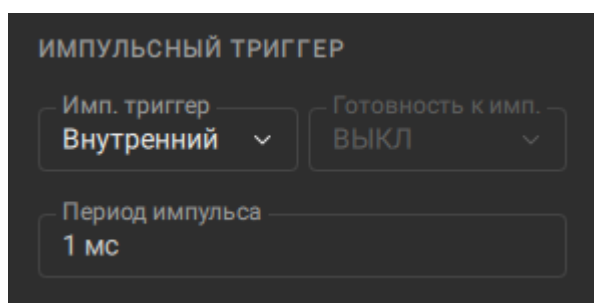 ИМПУЛЬСНЫЙ ТРИГГЕР
Имп. триггер Готовность к имп.
Внутренний ВЫКЛ
Период импульса
1 мс